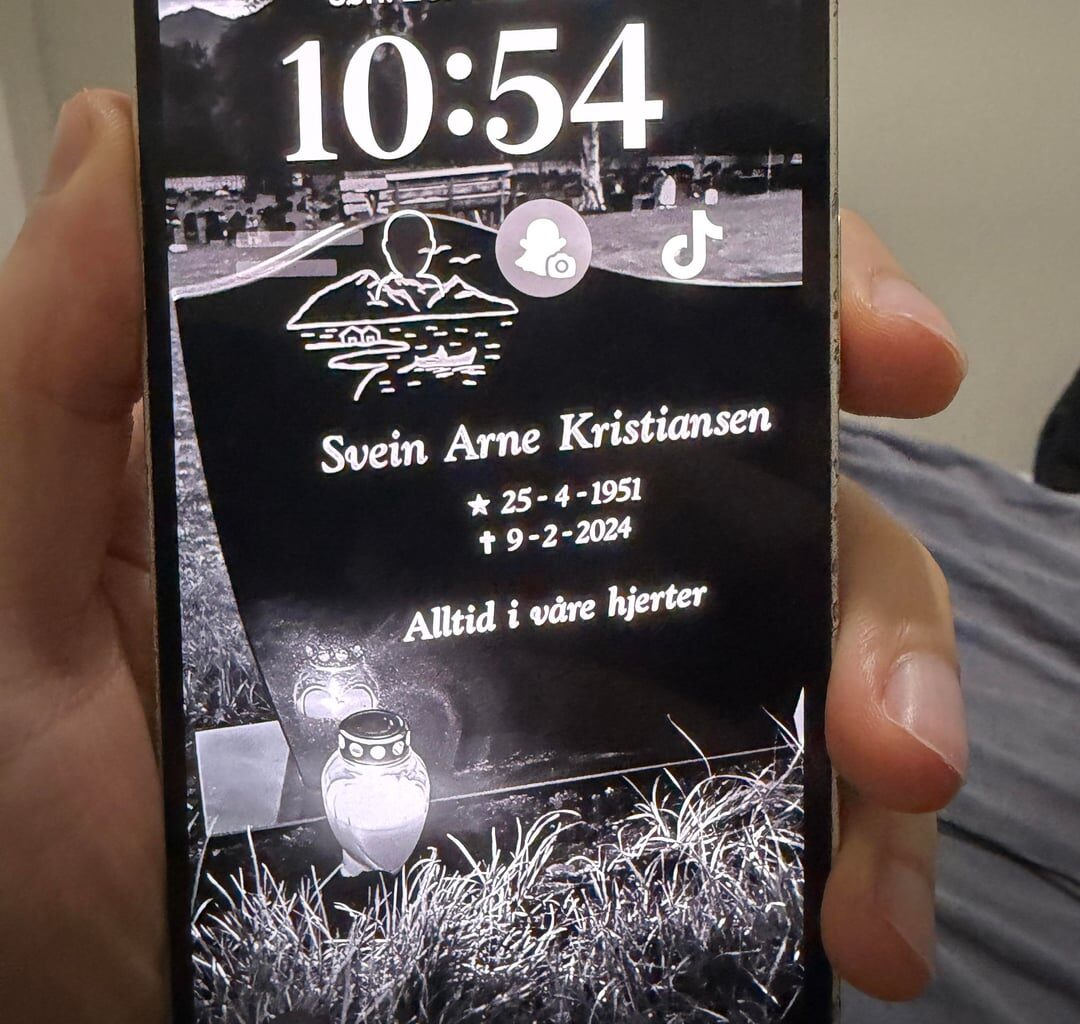 10:54
Svein Arne Kristiansen
★ 25-4-1951
✝ 9-2-2024
Alltid i våre hjerter